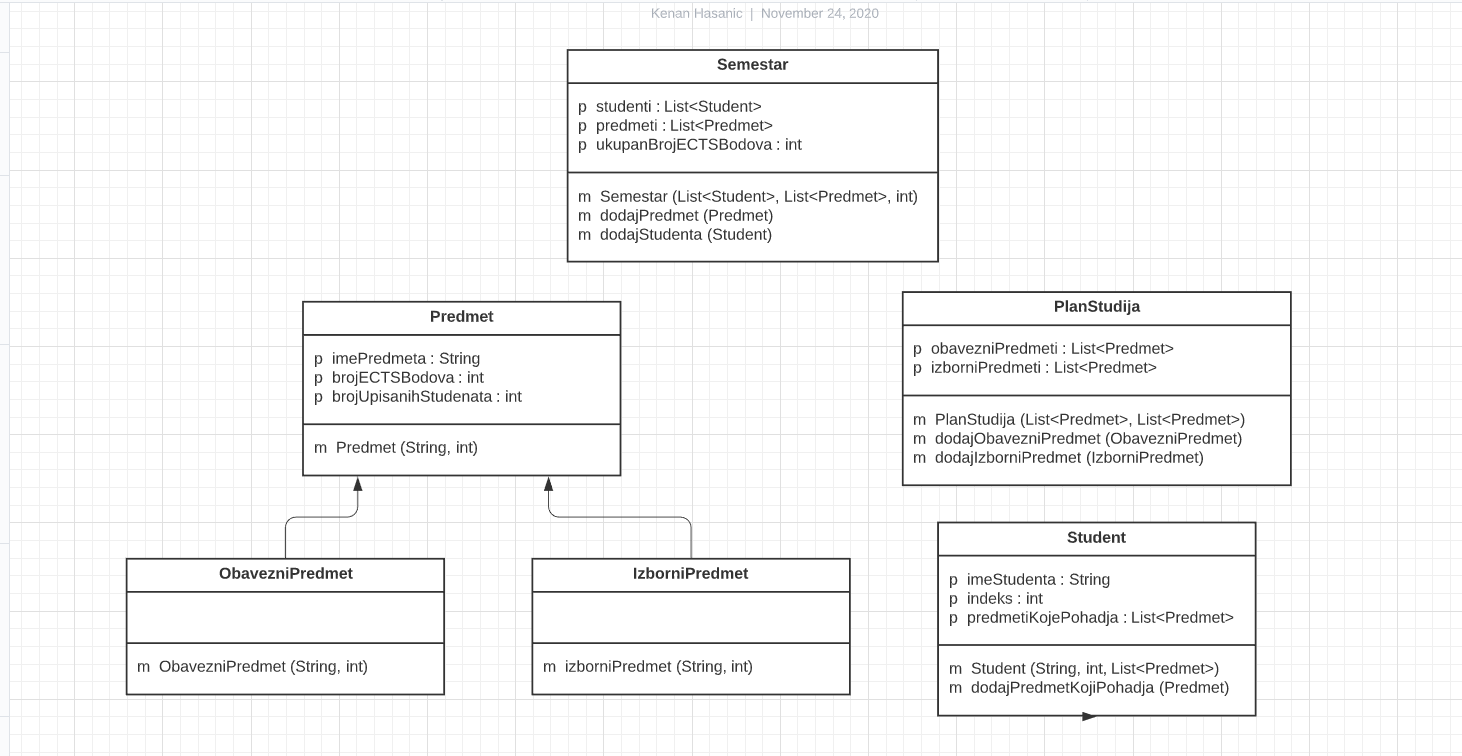 Kenan Hasanic | November 24, 2020
Semestar
p studenti : List<Student>
p predmeti : List<Predmet>
p ukupanBrojECTSBodova : int
m Semestar (List<Student>, List<Predmet>, int)
m dodajPredmet (Predmet)
m dodajStudenta (Student)
Predmet
p imePredmeta : String
p brojECTSBodova : int
p brojUpisanihStudenata : int
m Predmet (String, int)
PlanStudija
p obavezniPredmeti : List<Predmet>
p izborniPredmeti : List<Predmet>
m PlanStudija (List<Predmet>, List<Predmet>)
m dodajObavezniPredmet (ObavezniPredmet)
m dodajIzborniPredmet (IzborniPredmet)
ObavezniPredmet
m ObavezniPredmet (String, int)
IzborniPredmet
m izborniPredmet (String, int)
Student
p imeStudenta : String
p indeks : int
p predmetiKojePohadja : List<Predmet>
m Student (String, int, List<Predmet>)
m dodajPredmetKojiPohadja (Predmet)